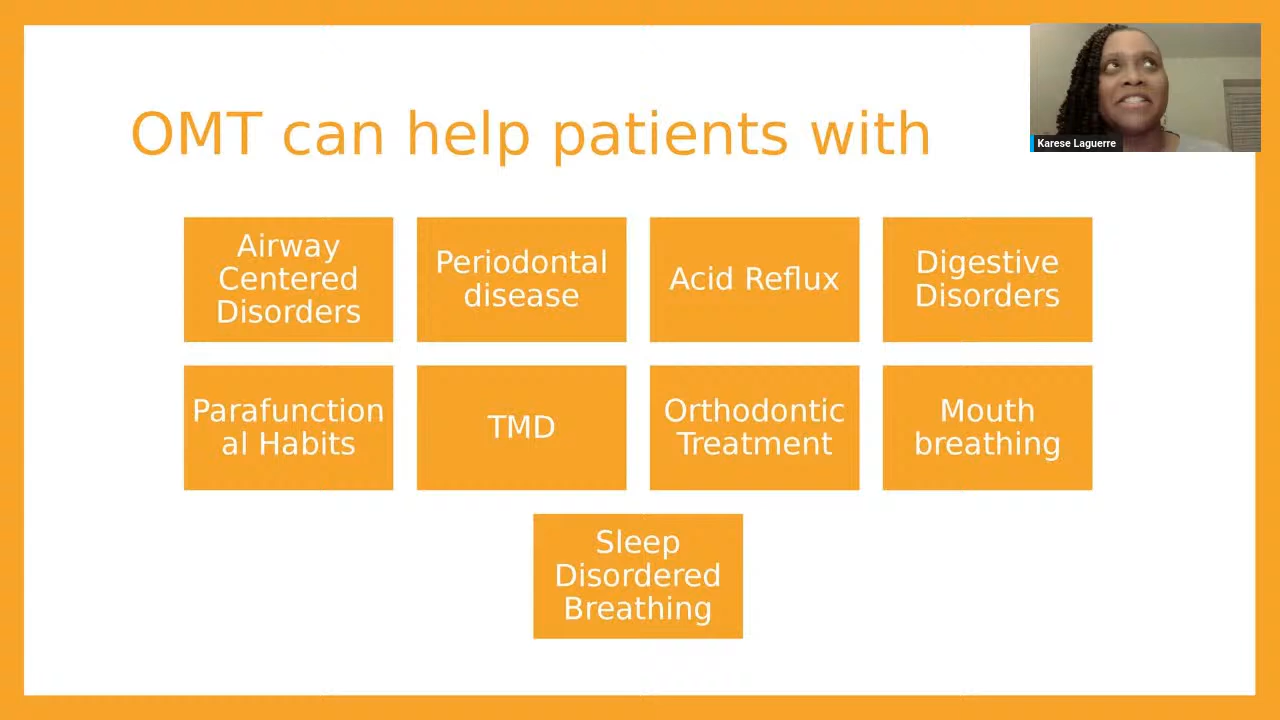 OMT can help patients with
Karese Laguerre
Airway
Centered
Disorders
Periodontal
disease
Acid Reflux
Digestive
Disorders
Parafunction
al Habits
TMD
Orthodontic
Treatment
Mouth
breathing
Sleep
Disordered
Breathing